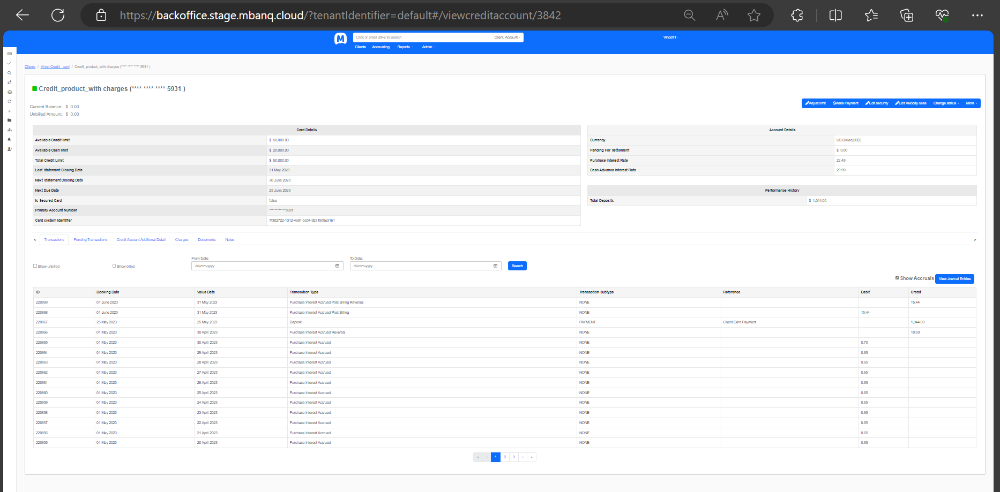 https://backoffice.stage.mbanq.cloud/?tenantIdentifier=default#/viewcreditaccount/3842
M Click or press alt+x to Search Client, Account Vinod11
Clients Accounting Reports Admin
Clients / Vinod Credit_card / Credit_product_with charges (**** **** **** 5931 )
Credit_product_with charges (**** **** **** 5931 )
Adjust limit $Make Payment Edit security Edit Velocity rules Change status More
Current Balance: $ 0.00
Unbilled Amount: $ 0.00
Card Details
Available Credit limit $ 50,000.00
Available Cash limit $ 20,000.00
Total Credit Limit $ 50,000.00
Last Statement Closing Date 31 May 2023
Next Statement Closing Date 30 June 2023
Next Due Date 25 June 2023
Is Secured Card false
Primary Account Number ************5931
Card system identifier 7f302722-1312-4e91-bc04-9231509e3161
Account Details
Currency US Dollar(USD)
Pending For Settlement $ 0.00
Purchase Interest Rate 22.49
Cash Advance Interest Rate 29.99
Performance History
Total Deposits $ 1,044.00
< Transactions Pending Transactions Credit Account Additional Detail Charges Documents Notes >
From Date: To Date:
Show unbilled Show billed dd-mm-yyyy dd-mm-yyyy Search
Show Accruals View Journal Entries
ID Booking Date Value Date Transaction Type Transaction Subtype Reference Debit Credit
220869 01 June 2023 31 May 2023 Purchase Interest Accrued Post Billing Reversal NONE 15.44
220868 01 June 2023 31 May 2023 Purchase Interest Accrued Post Billing NONE 15.44
220867 25 May 2023 25 May 2023 Deposit PAYMENT Credit Card Payment 1,044.00
220866 01 May 2023 30 April 2023 Purchase Interest Accrued Reversal NONE 10.69
220865 01 May 2023 30 April 2023 Purchase Interest Accrued NONE 0.70
220864 01 May 2023 29 April 2023 Purchase Interest Accrued NONE 0.65
220863 01 May 2023 28 April 2023 Purchase Interest Accrued NONE 0.65
220862 01 May 2023 27 April 2023 Purchase Interest Accrued NONE 0.65
220861 01 May 2023 26 April 2023 Purchase Interest Accrued NONE 0.65
220860 01 May 2023 25 April 2023 Purchase Interest Accrued NONE 0.65
220859 01 May 2023 24 April 2023 Purchase Interest Accrued NONE 0.65
220858 01 May 2023 23 April 2023 Purchase Interest Accrued NONE 0.65
220857 01 May 2023 22 April 2023 Purchase Interest Accrued NONE 0.65
220856 01 May 2023 21 April 2023 Purchase Interest Accrued NONE 0.65
220855 01 May 2023 20 April 2023 Purchase Interest Accrued NONE 0.65
« ‹ 1 2 3 › »